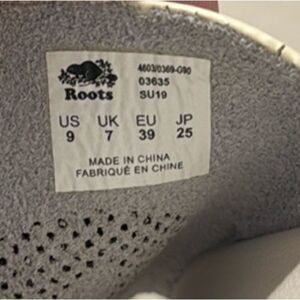 4603/0369-G90
03635
Roots SU19
US UK EU JP
9 7 39 25
MADE IN CHINA
FABRIQUÉ EN CHINE